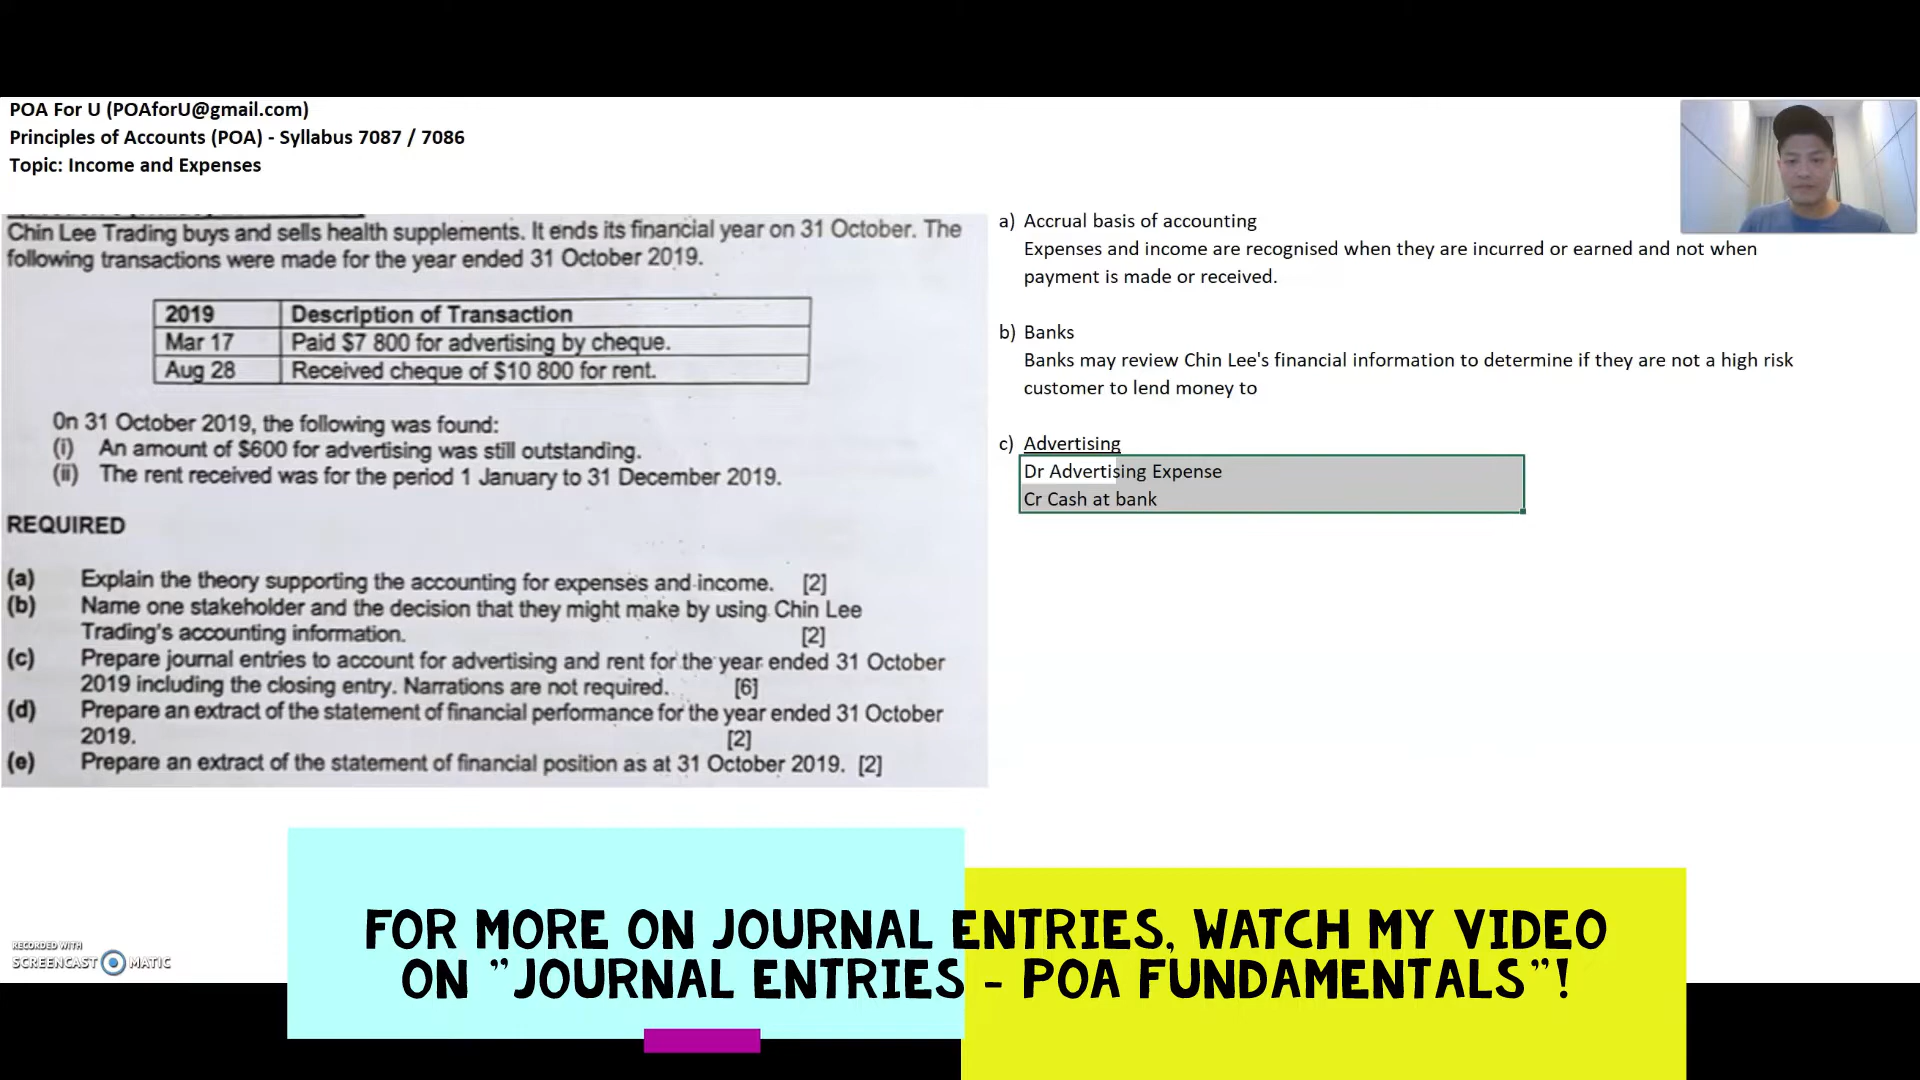 POA For U (POAforU@gmail.com)
Principles of Accounts (POA) - Syllabus 7087 / 7086
Topic: Income and Expenses
Chin Lee Trading buys and sells health supplements. It ends its financial year on 31 October. The
following transactions were made for the year ended 31 October 2019.
2019 Description of Transaction
Mar 17 Paid $7 800 for advertising by cheque.
Aug 28 Received cheque of $10 800 for rent.
On 31 October 2019, the following was found:
(i) An amount of $600 for advertising was still outstanding.
(ii) The rent received was for the period 1 January to 31 December 2019.
REQUIRED
(a) Explain the theory supporting the accounting for expenses and income. [2]
(b) Name one stakeholder and the decision that they might make by using Chin Lee
Trading's accounting information. [2]
(c) Prepare journal entries to account for advertising and rent for the year ended 31 October
2019 including the closing entry. Narrations are not required. [6]
(d) Prepare an extract of the statement of financial performance for the year ended 31 October
2019. [2]
(e) Prepare an extract of the statement of financial position as at 31 October 2019. [2]
a) Accrual basis of accounting
Expenses and income are recognised when they are incurred or earned and not when
payment is made or received.
b) Banks
Banks may review Chin Lee's financial information to determine if they are not a high risk
customer to lend money to
c) Advertising
Dr Advertising Expense
Cr Cash at bank
RECORDED WITH
SCREENCAST MATIC
FOR MORE ON JOURNAL ENTRIES, WATCH MY VIDEO
ON "JOURNAL ENTRIES - POA FUNDAMENTALS"!